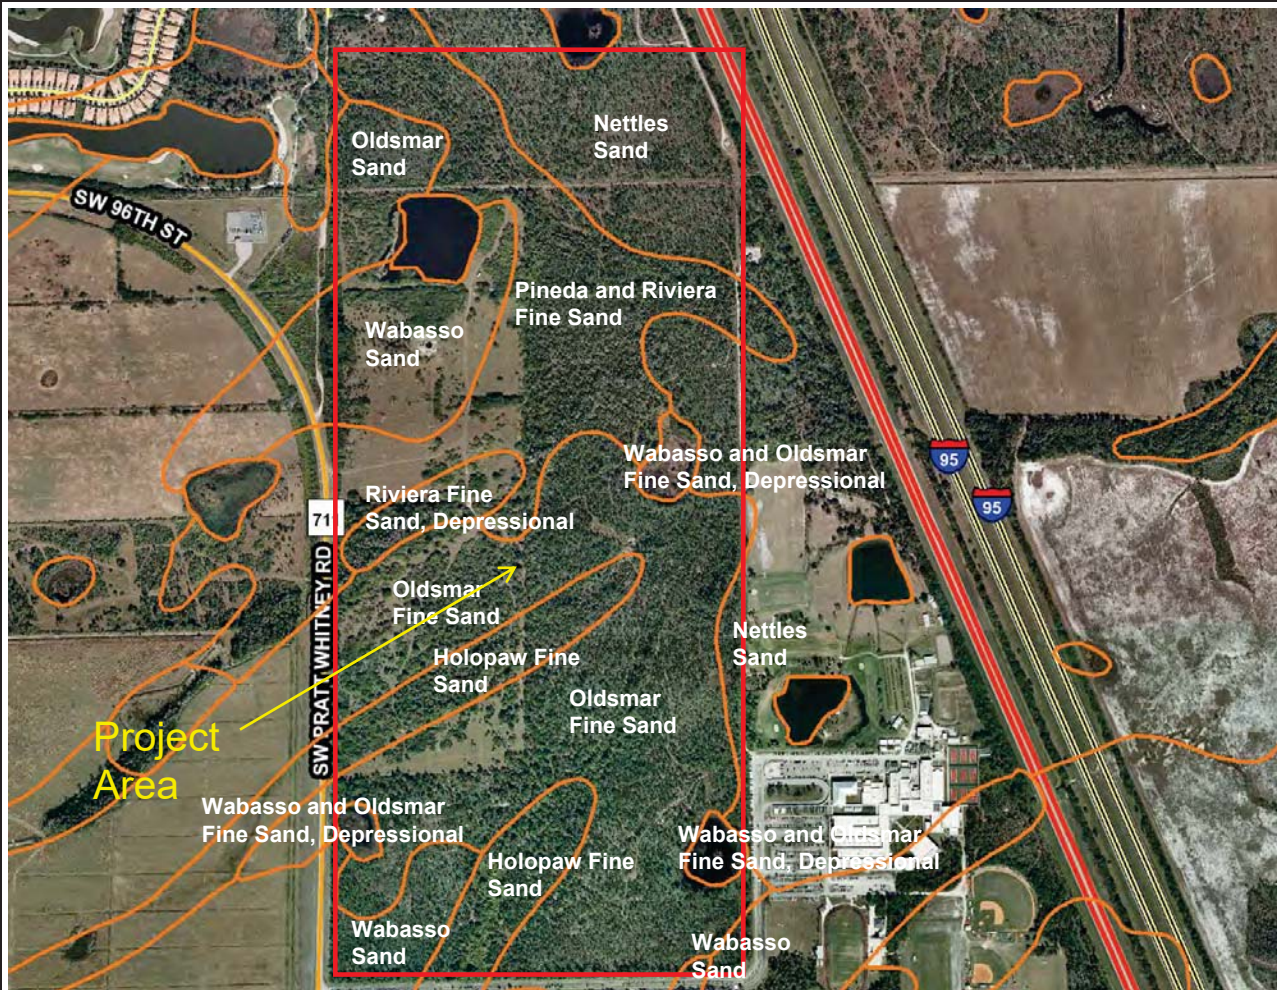 Oldsmar
Sand
Nettles
Sand
SW 96TH ST
Pineda and Riviera
Fine Sand
Wabasso
Sand
Wabasso and Oldsmar
Fine Sand, Depressional
95
95
Riviera Fine
Sand, Depressional
71
SW PRATT WHITNEY RD
Oldsmar
Fine Sand
Nettles
Sand
Holopaw Fine
Sand
Oldsmar
Fine Sand
Project
Area
Wabasso and Oldsmar
Fine Sand, Depressional
Wabasso and Oldsmar
Fine Sand, Depressional
Holopaw Fine
Sand
Wabasso
Sand
Wabasso
Sand